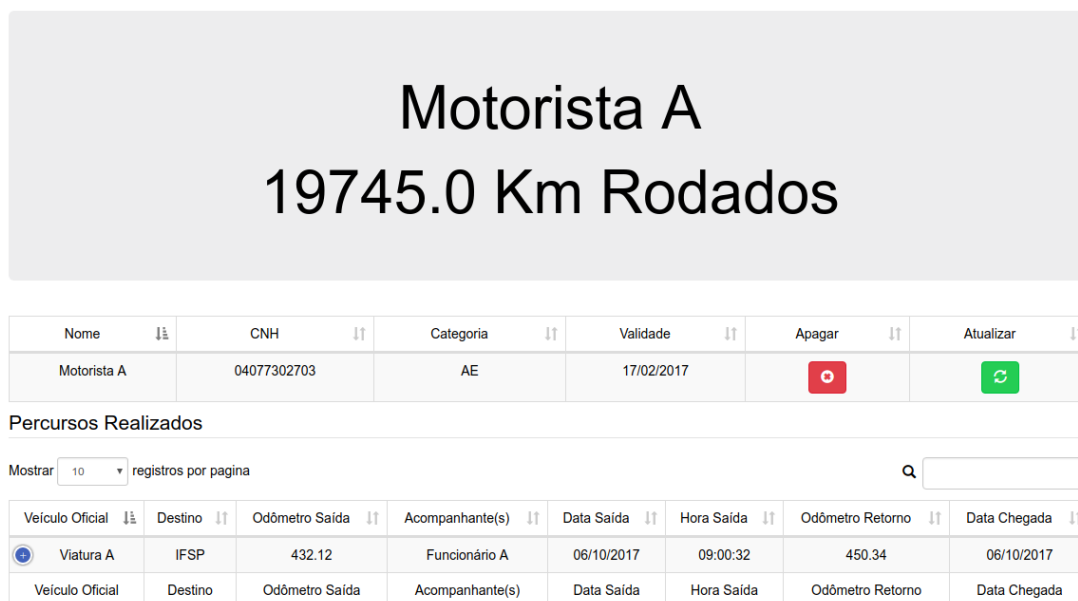 Motorista A
19745.0 Km Rodados
Nome CNH Categoria Validade Apagar Atualizar
Motorista A 04077302703 AE 17/02/2017
Percursos Realizados
Mostrar 10 registros por pagina
Veículo Oficial Destino Odômetro Saída Acompanhante(s) Data Saída Hora Saída Odômetro Retorno Data Chegada
Viatura A IFSP 432.12 Funcionário A 06/10/2017 09:00:32 450.34 06/10/2017
Veículo Oficial Destino Odômetro Saída Acompanhante(s) Data Saída Hora Saída Odômetro Retorno Data Chegada